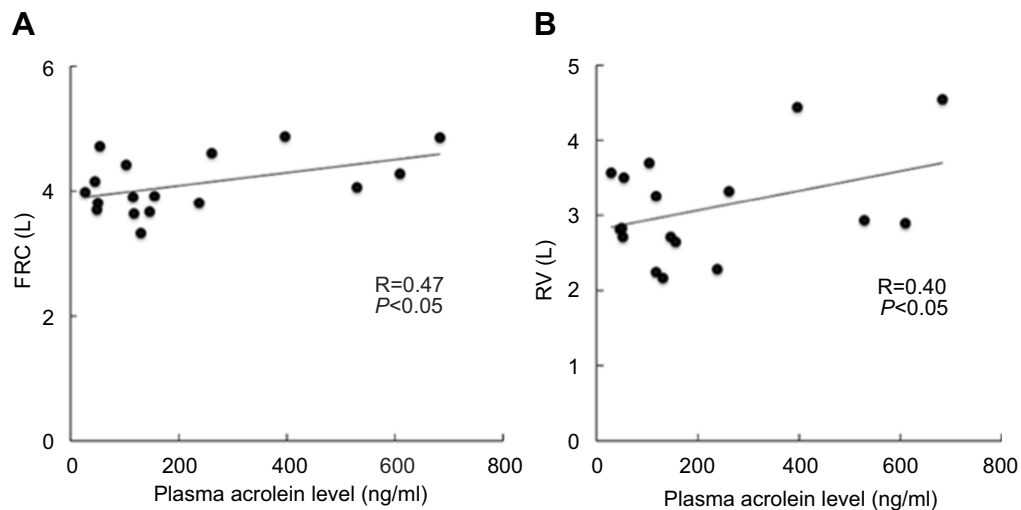 A
FRC (L)
6
4
2
0
R=0.47
P<0.05
0 200 400 600 800
Plasma acrolein level (ng/ml)
B
RV (L)
5
4
3
2
1
0
R=0.40
P<0.05
0 200 400 600 800
Plasma acrolein level (ng/ml)